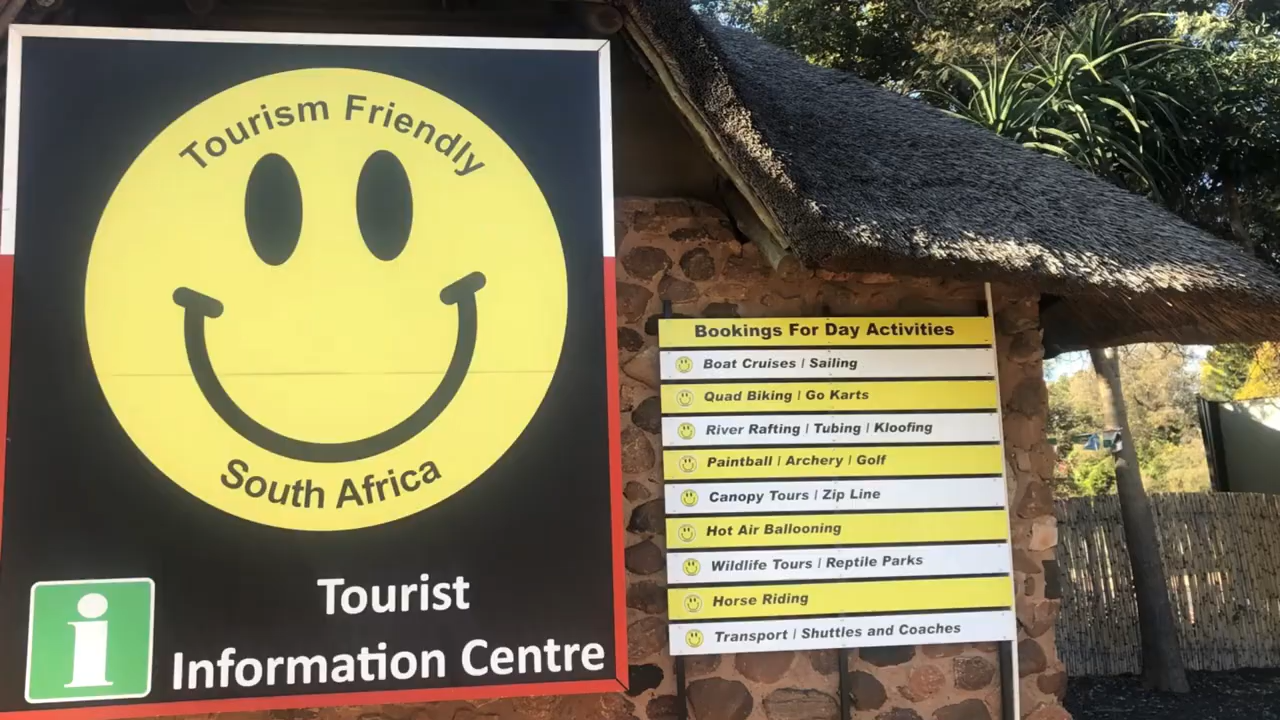 Tourism Friendly
South Africa
i
Tourist
Information Centre
Bookings For Day Activities
Boat Cruises | Sailing
Quad Biking | Go Karts
River Rafting | Tubing | Kloofing
Paintball | Archery | Golf
Canopy Tours | Zip Line
Hot Air Ballooning
Wildlife Tours | Reptile Parks
Horse Riding
Transport | Shuttles and Coaches